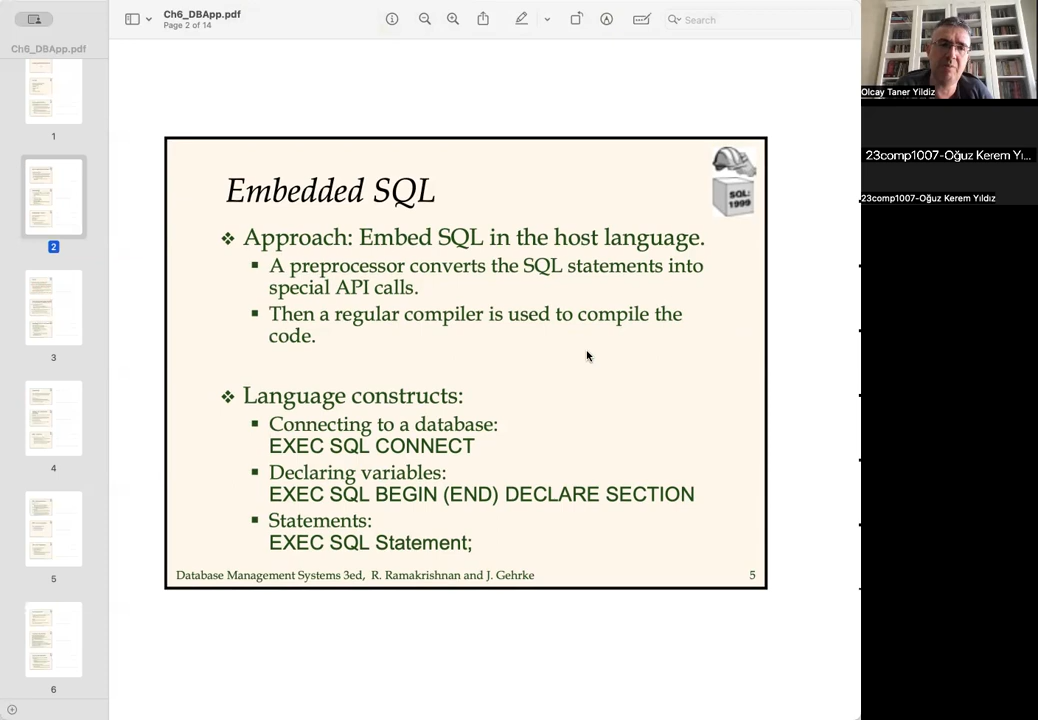 Ch6_DBApp.pdf
Page 2 of 14
Search
Ch6_DBApp.pdf
1
2
3
4
5
6
Embedded SQL
SQL:
1999
❖ Approach: Embed SQL in the host language.
▪ A preprocessor converts the SQL statements into
special API calls.
▪ Then a regular compiler is used to compile the
code.
❖ Language constructs:
▪ Connecting to a database:
EXEC SQL CONNECT
▪ Declaring variables:
EXEC SQL BEGIN (END) DECLARE SECTION
▪ Statements:
EXEC SQL Statement;
Database Management Systems 3ed, R. Ramakrishnan and J. Gehrke
5
Olcay Taner Yildiz
23comp1007-Oğuz Kerem Yı...
23comp1007-Oğuz Kerem Yıldız